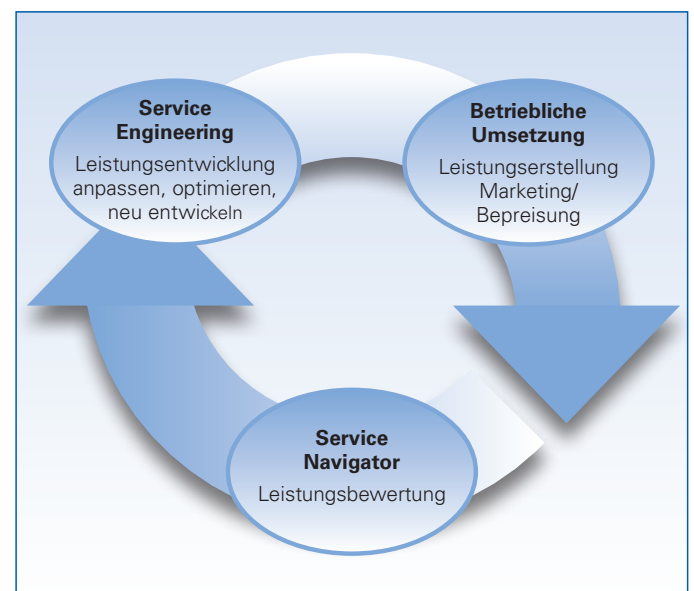 Service
Engineering
Leistungsentwicklung
anpassen, optimieren,
neu entwickeln
Betriebliche
Umsetzung
Leistungserstellung
Marketing/
Bepreisung
Service
Navigator
Leistungsbewertung